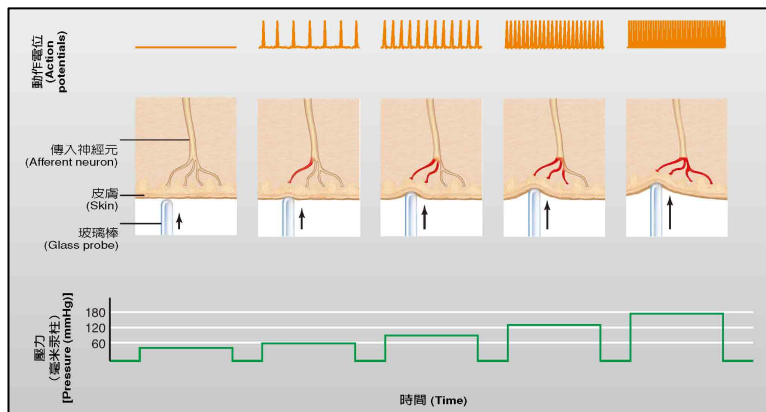 動作電位
(Action
potentials)
傳入神經元
(Afferent neuron)
皮膚
(Skin)
玻璃棒
(Glass probe)
壓力
(毫米汞柱)
[Pressure (mmHg)]
180
120
60
時間 (Time)